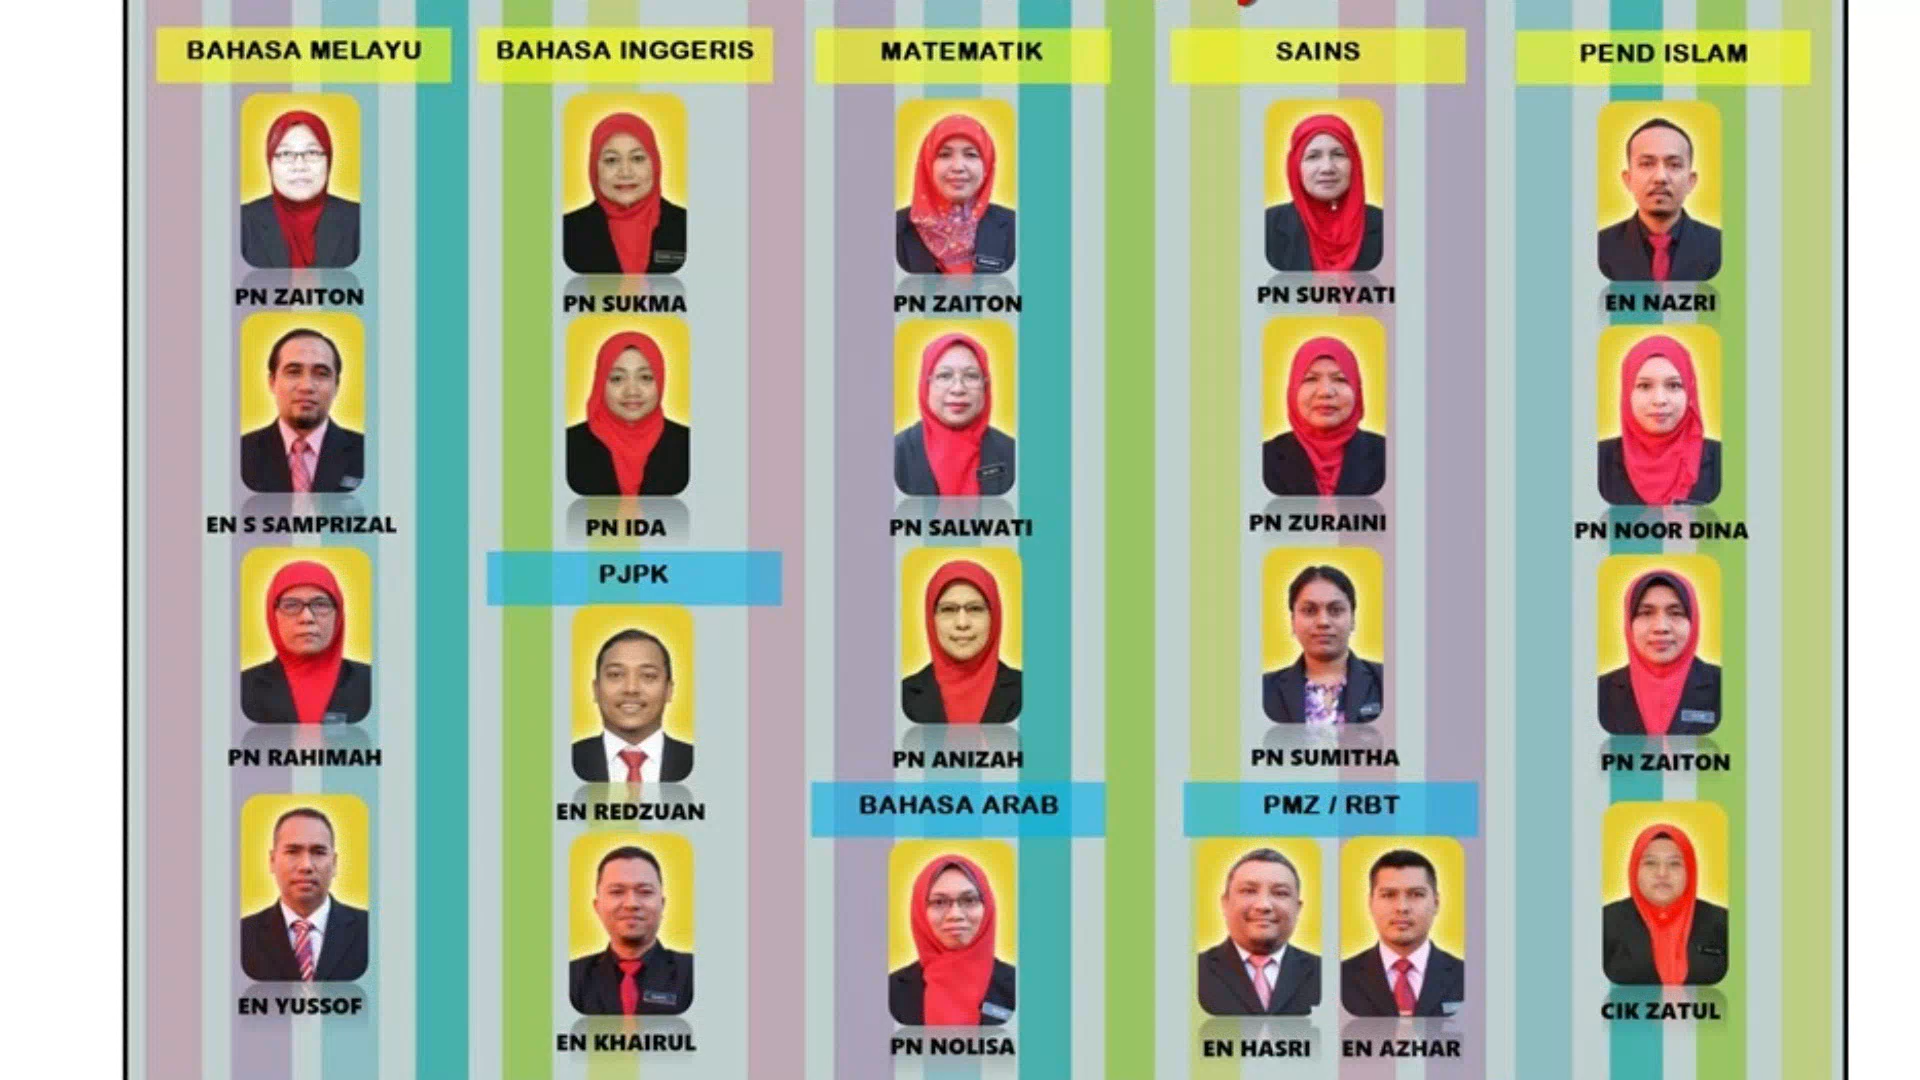 BAHASA MELAYU
PN ZAITON
EN S SAMPRIZAL
PN RAHIMAH
EN YUSSOF
BAHASA INGGERIS
PN SUKMA
PN IDA
PJPK
EN REDZUAN
EN KHAIRUL
MATEMATIK
PN ZAITON
PN SALWATI
PN ANIZAH
BAHASA ARAB
PN NOLISA
SAINS
PN SURYATI
PN ZURAINI
PN SUMITHA
PMZ / RBT
EN HASRI
EN AZHAR
PEND ISLAM
EN NAZRI
PN NOOR DINA
PN ZAITON
CIK ZATUL